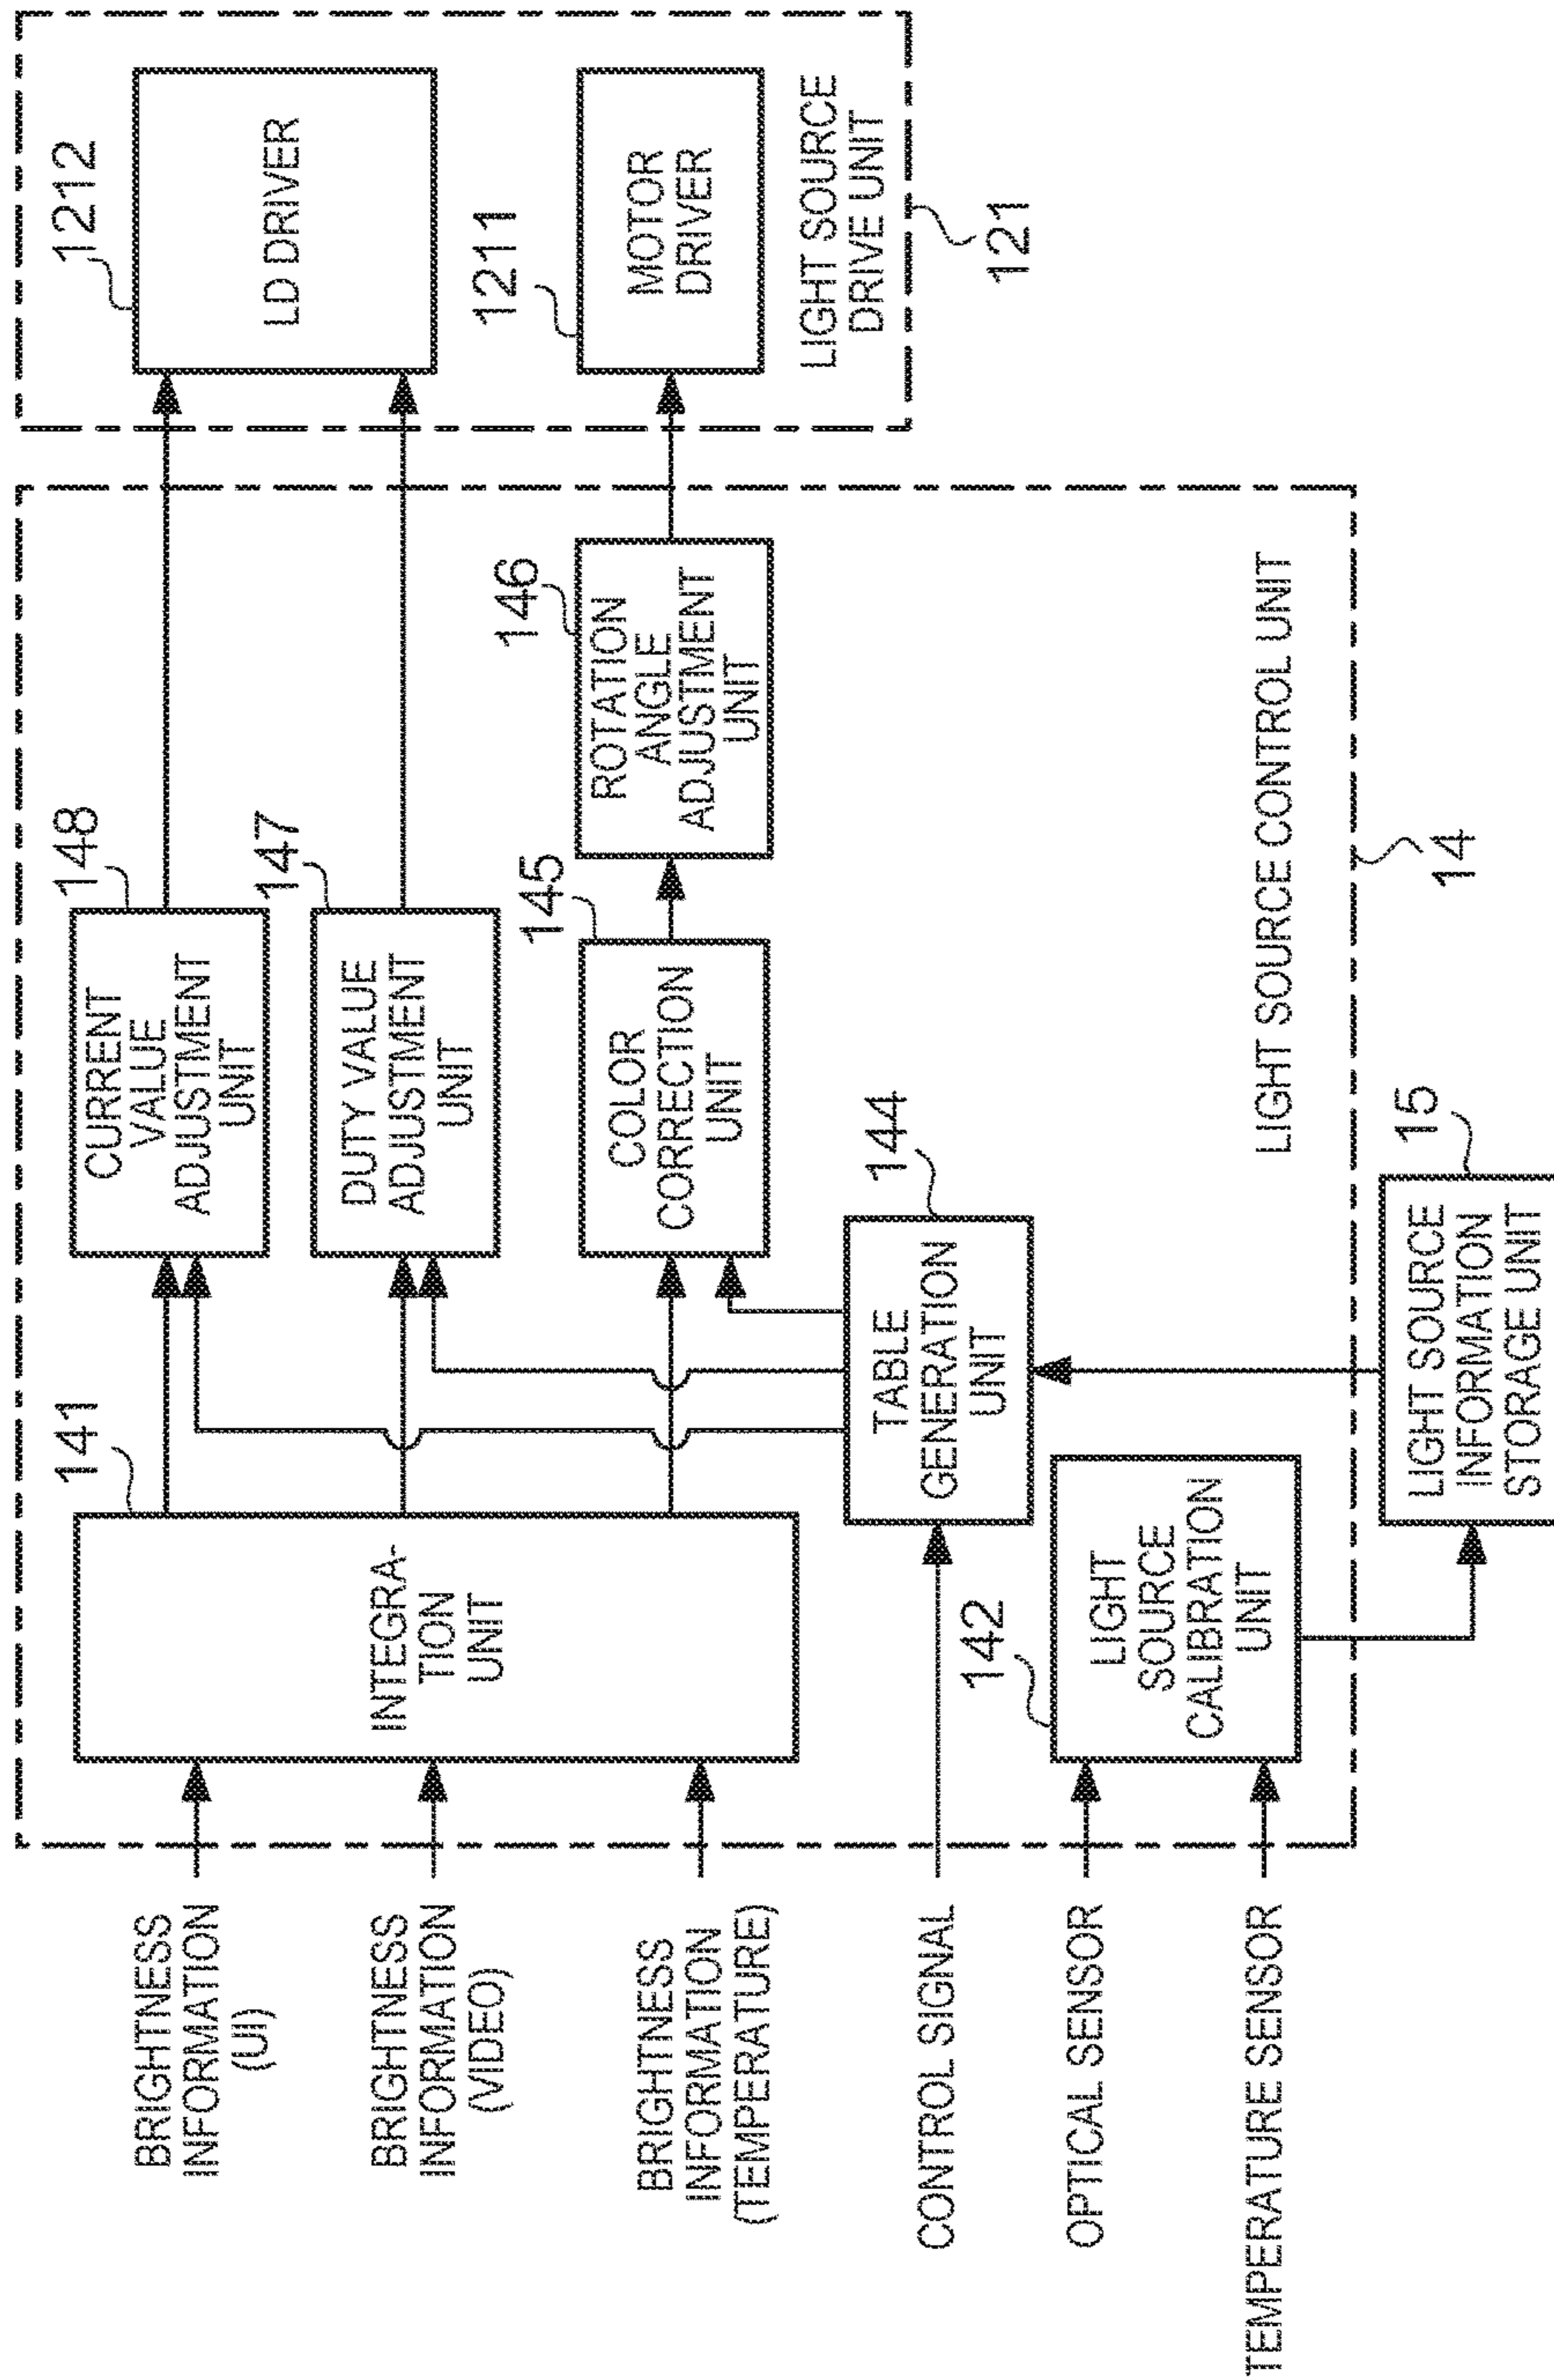 BRIGHTNESS
INFORMATION
(UI)
BRIGHTNESS
INFORMATION
(VIDEO)
BRIGHTNESS
INFORMATION
(TEMPERATURE)
CONTROL SIGNAL
OPTICAL SENSOR
TEMPERATURE SENSOR
141
INTEGRA-
TION
UNIT
142
LIGHT
SOURCE
CALIBRATION
UNIT
148
CURRENT
VALUE
ADJUSTMENT
UNIT
147
DUTY VALUE
ADJUSTMENT
UNIT
145
COLOR
CORRECTION
UNIT
144
TABLE
GENERATION
UNIT
15
LIGHT SOURCE
INFORMATION
STORAGE UNIT
146
ROTATION
ANGLE
ADJUSTMENT
UNIT
LIGHT SOURCE CONTROL UNIT
14
1212
LD DRIVER
1211
MOTOR
DRIVER
LIGHT SOURCE
DRIVE UNIT
121